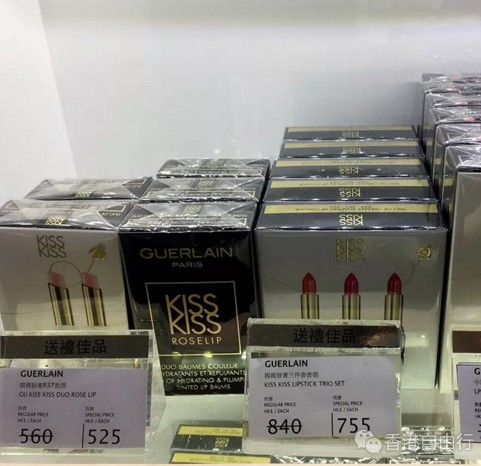 KISS
KISS
GUERLAIN
PARIS
KISS
KISS
ROSELIP
DUO BAUMES COULEUR
HYDRATANTS ET REPULPANTS
OF HYDRATING & PLUMP
TINTED LIP BALMS
KISS
KISS
送禮佳品
GUERLAIN
GU KISS KISS DUO ROSE LIP
REGULAR PRICE
HK$ / EACH
560
SPECIAL PRICE
HK$ / EACH
525
送禮佳品
GUERLAIN
KISS KISS LIPSTICK TRIO SET
REGULAR PRICE
HK$ / EACH
840
SPECIAL PRICE
HK$ / EACH
755
香港自由行